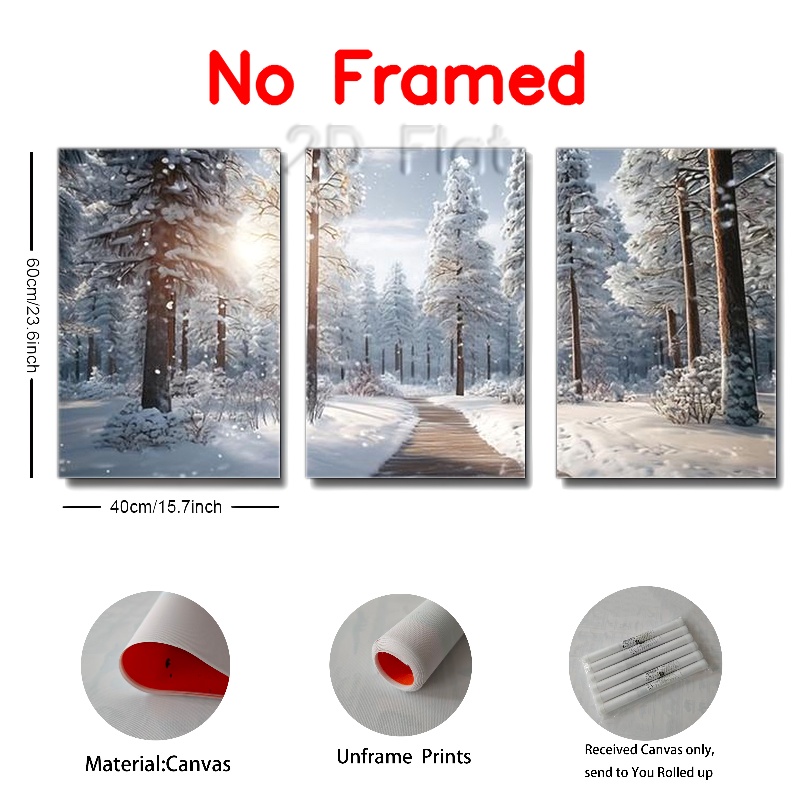 No Framed
2D Flat
60cm/23.6inch
40cm/15.7inch
Material:Canvas
Unframe Prints
Received Canvas only,
send to You Rolled up